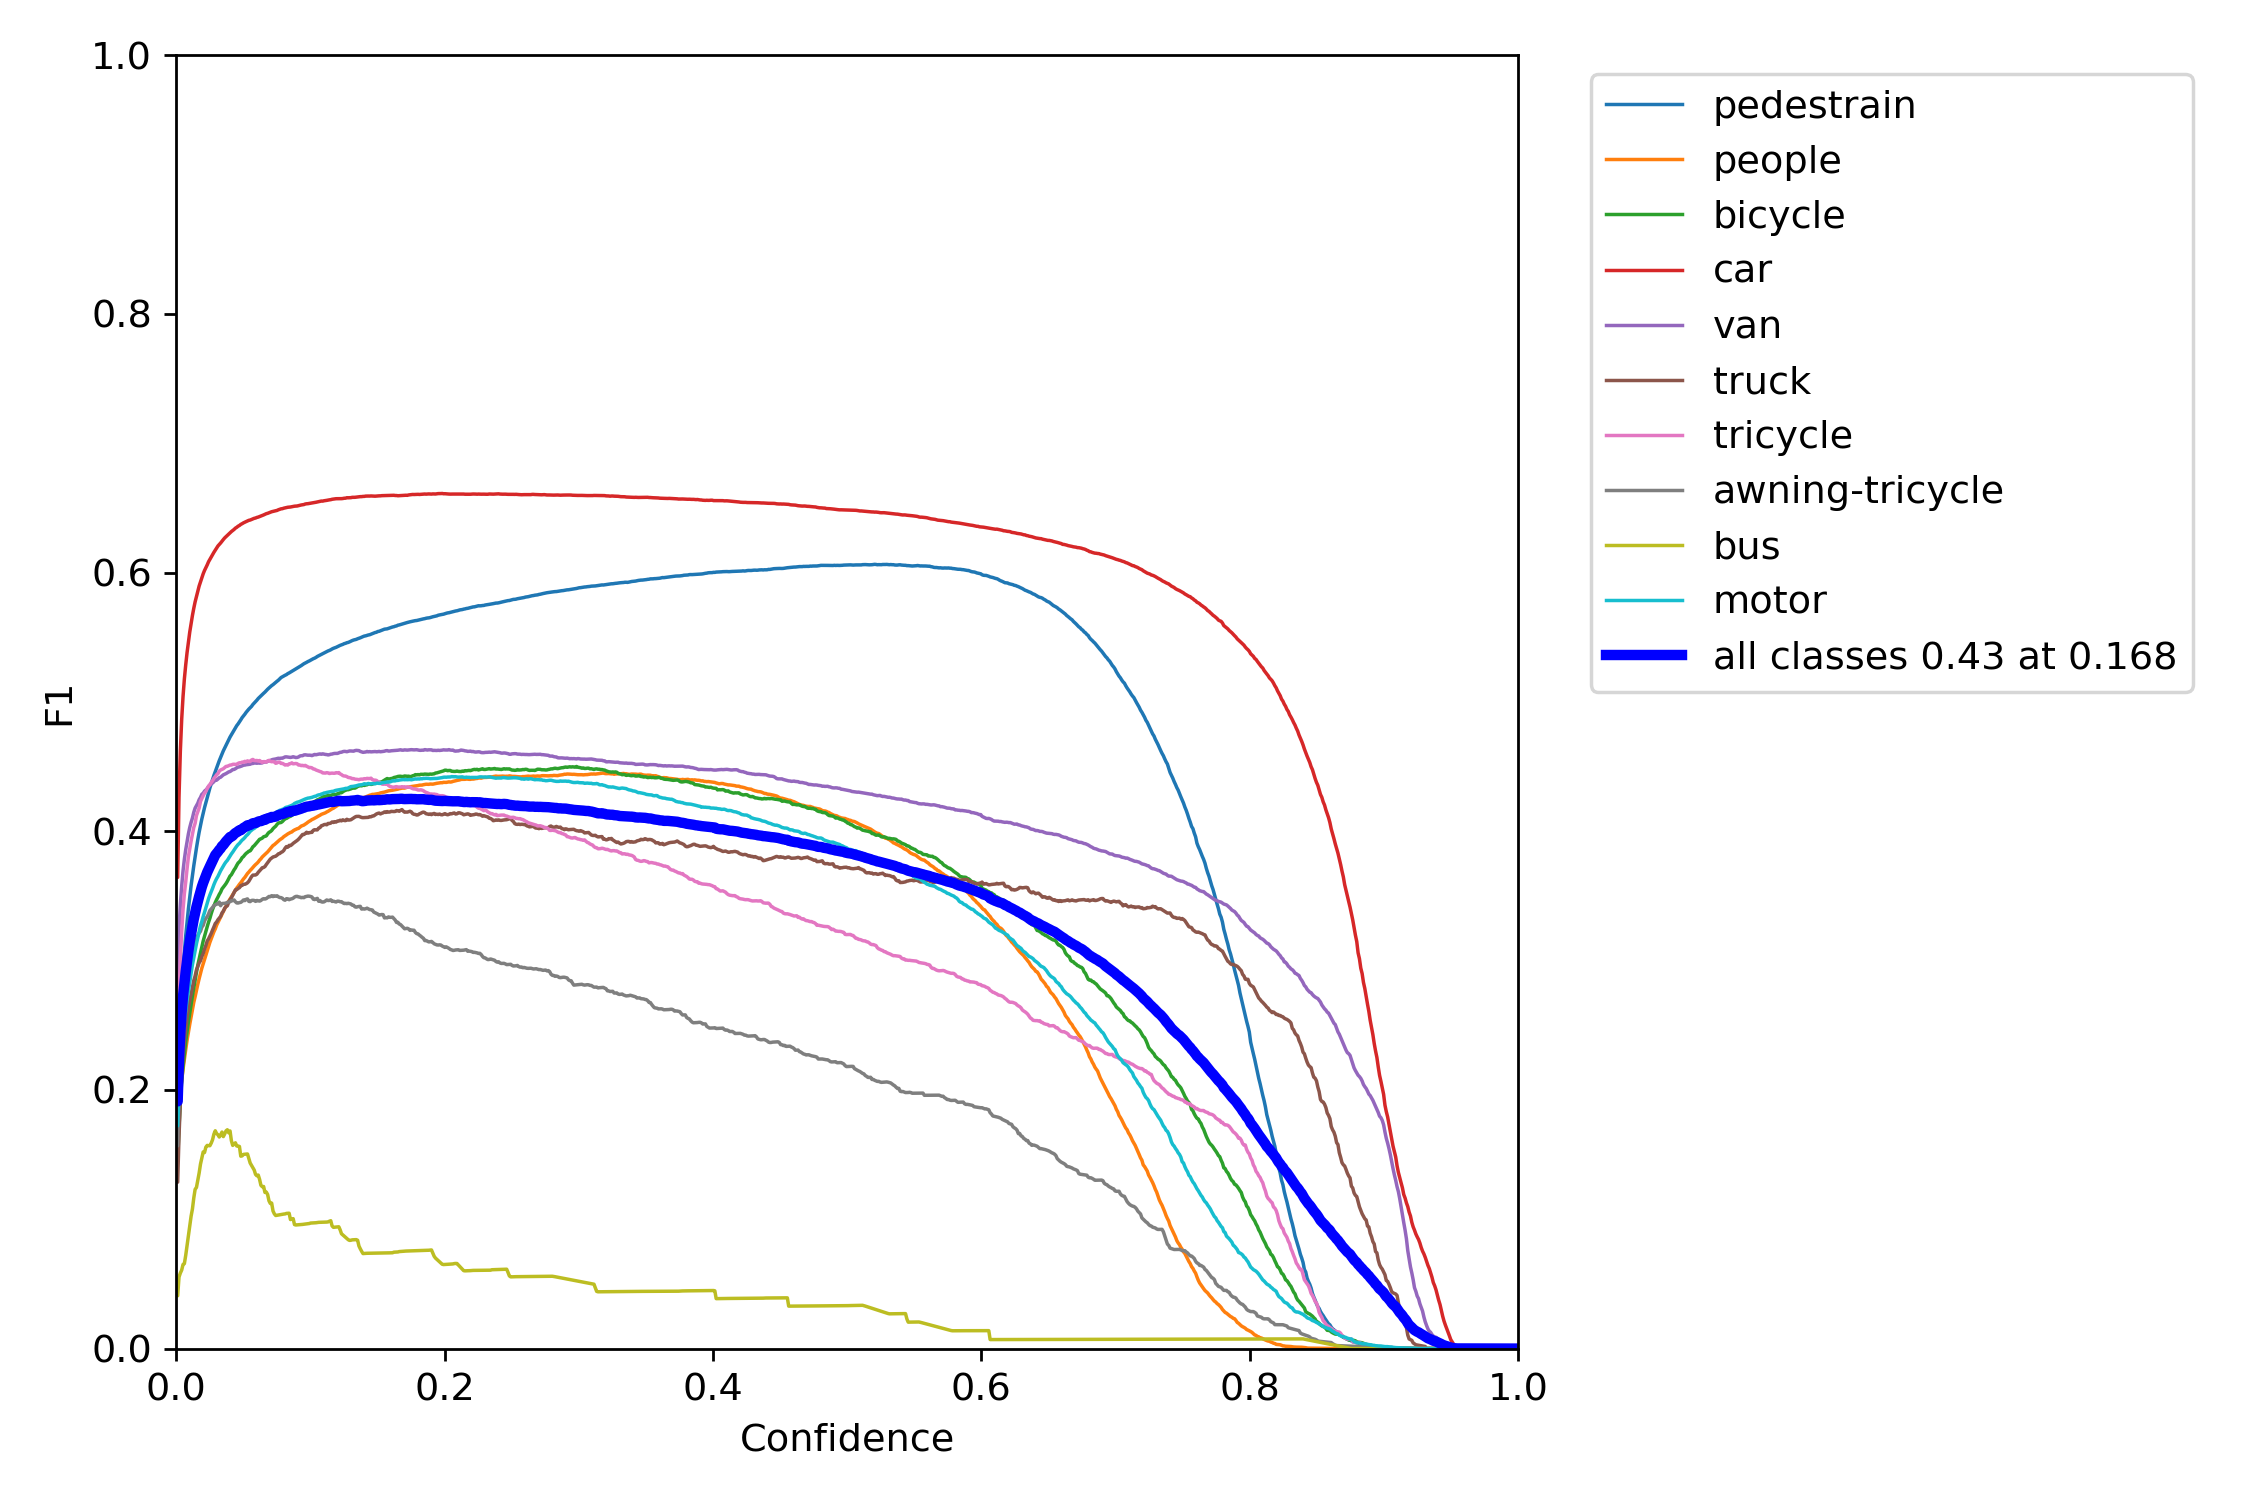 1.0
0.8
0.6
0.4
0.2
0.0
F1
0.0 0.2 0.4 0.6 0.8 1.0
Confidence
pedestrain
people
bicycle
car
van
truck
tricycle
awning-tricycle
bus
motor
all classes 0.43 at 0.168